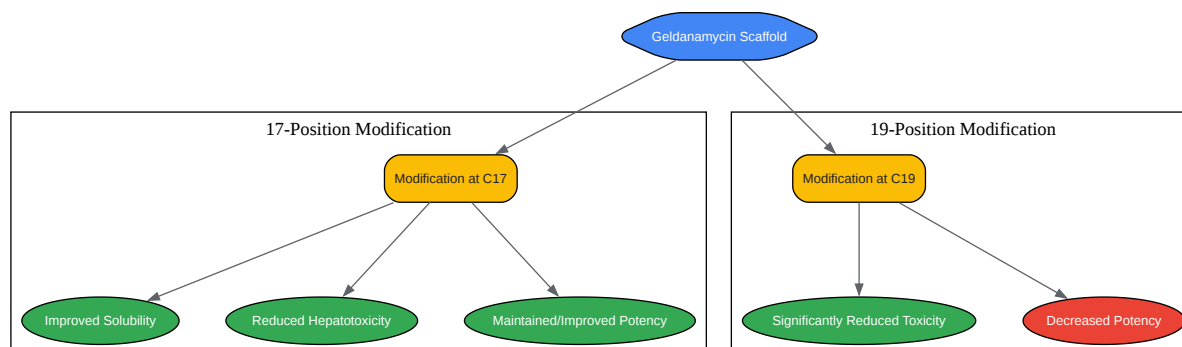 Geldanamycin Scaffold
17-Position Modification
19-Position Modification
Modification at C17
Modification at C19
Improved Solubility
Reduced Hepatotoxicity
Maintained/Improved Potency
Significantly Reduced Toxicity
Decreased Potency